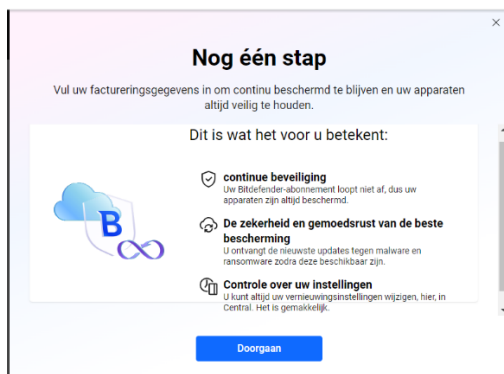 Nog één stap
Vul uw factureringsgegevens in om continu beschermd te blijven en uw apparaten
altijd veilig te houden.
Dit is wat het voor u betekent:
continue beveiliging
Uw Bitdefender-abonnement loopt niet af, dus uw
apparaten zijn altijd beschermd.
De zekerheid en gemoedsrust van de beste
bescherming
U ontvangt de nieuwste updates tegen malware en
ransomware zodra deze beschikbaar zijn.
Controle over uw instellingen
U kunt altijd uw vernieuwingsinstellingen wijzigen, hier, in
Central. Het is gemakkelijk.
B
Doorgaan